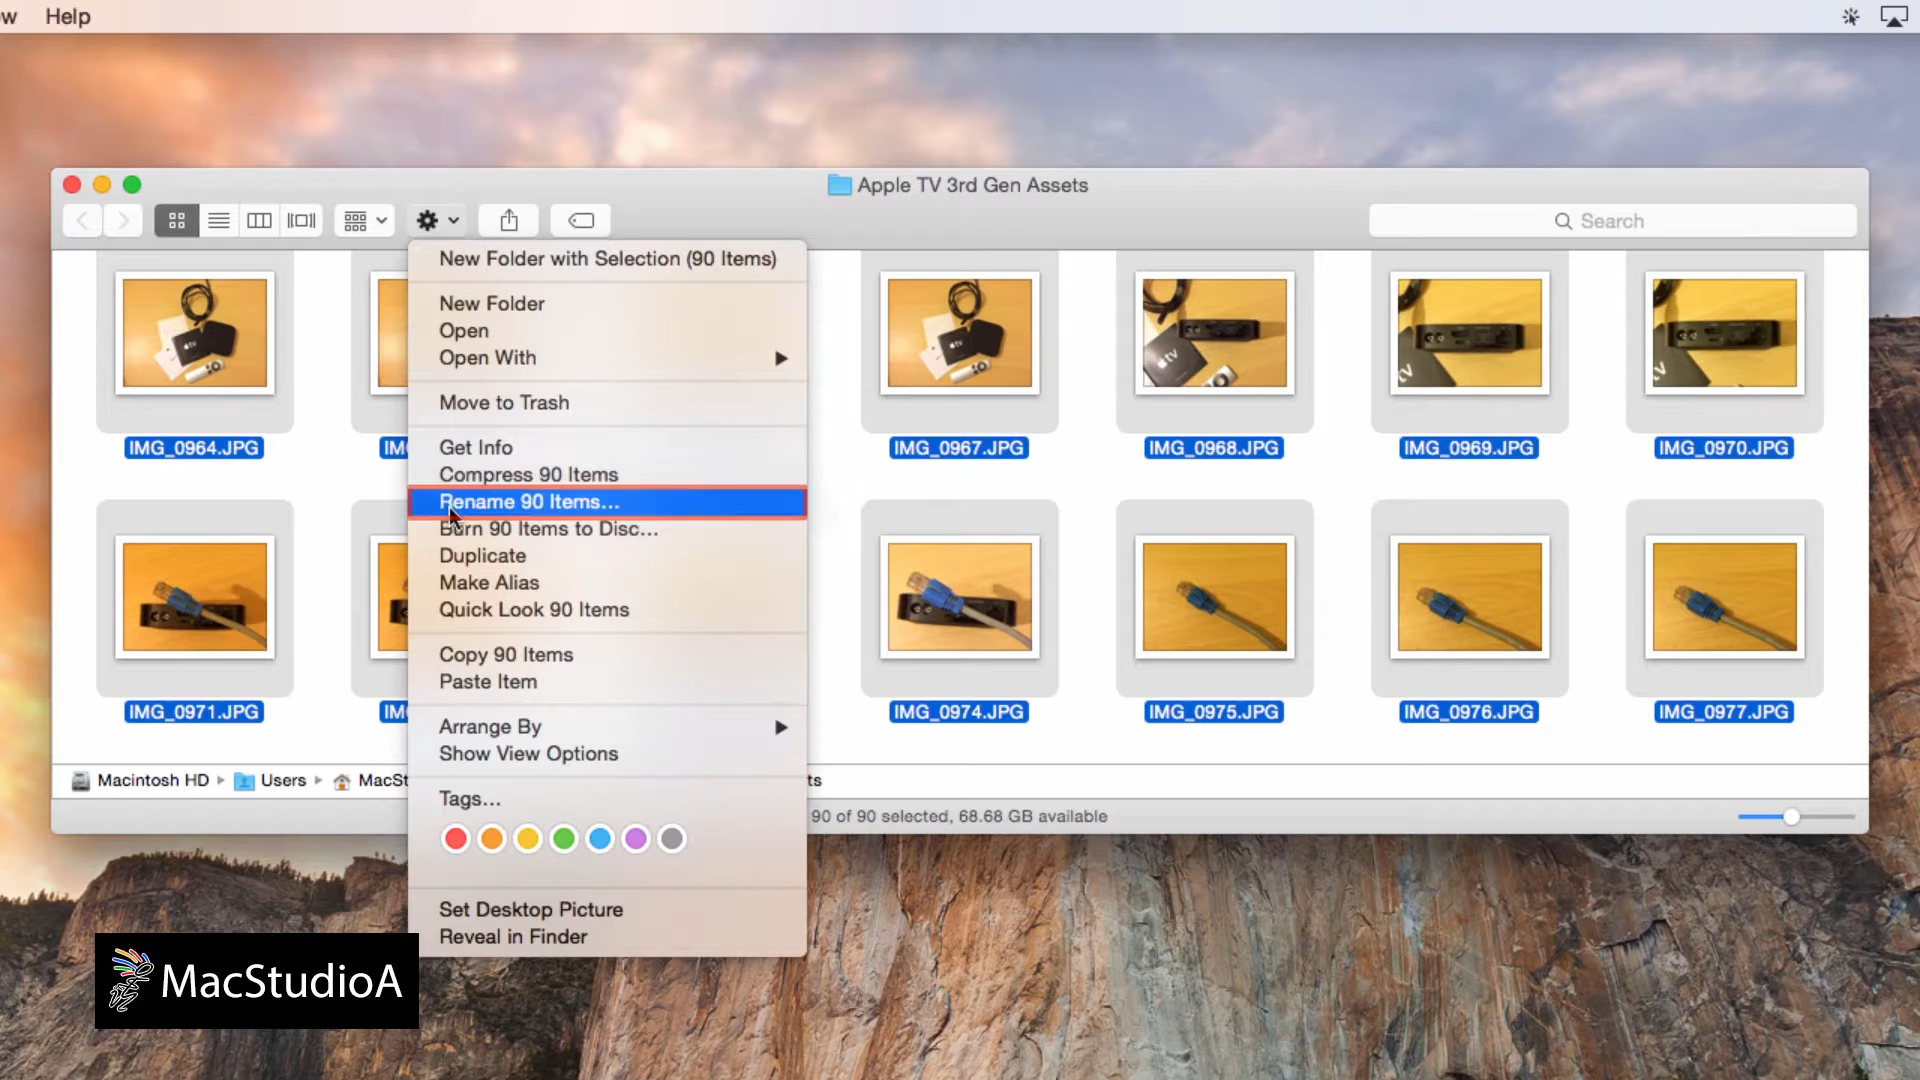 Help
Apple TV 3rd Gen Assets
Search
New Folder with Selection (90 Items)
New Folder
Open
Open With
Move to Trash
Get Info
Compress 90 Items
Rename 90 Items...
Burn 90 Items to Disc...
Duplicate
Make Alias
Quick Look 90 Items
Copy 90 Items
Paste Item
Arrange By
Show View Options
Tags...
Set Desktop Picture
Reveal in Finder
IMG_0964.JPG
IMG_0967.JPG
IMG_0968.JPG
IMG_0969.JPG
IMG_0970.JPG
IMG_0971.JPG
IMG_0974.JPG
IMG_0975.JPG
IMG_0976.JPG
IMG_0977.JPG
Macintosh HD Users MacSt
90 of 90 selected, 68.68 GB available
MacStudioA